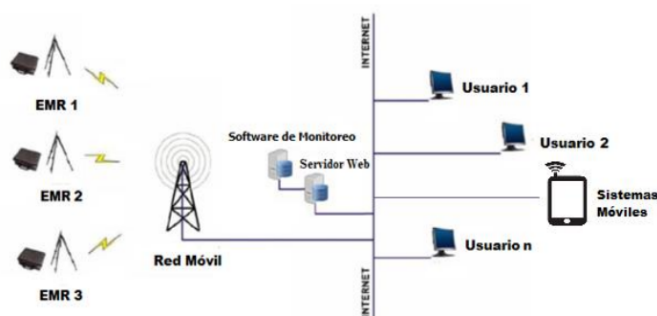 EMR 1
EMR 2
EMR 3
Red Móvil
Software de Monitoreo
Servidor Web
INTERNET
INTERNET
Usuario 1
Usuario 2
Sistemas
Móviles
Usuario n